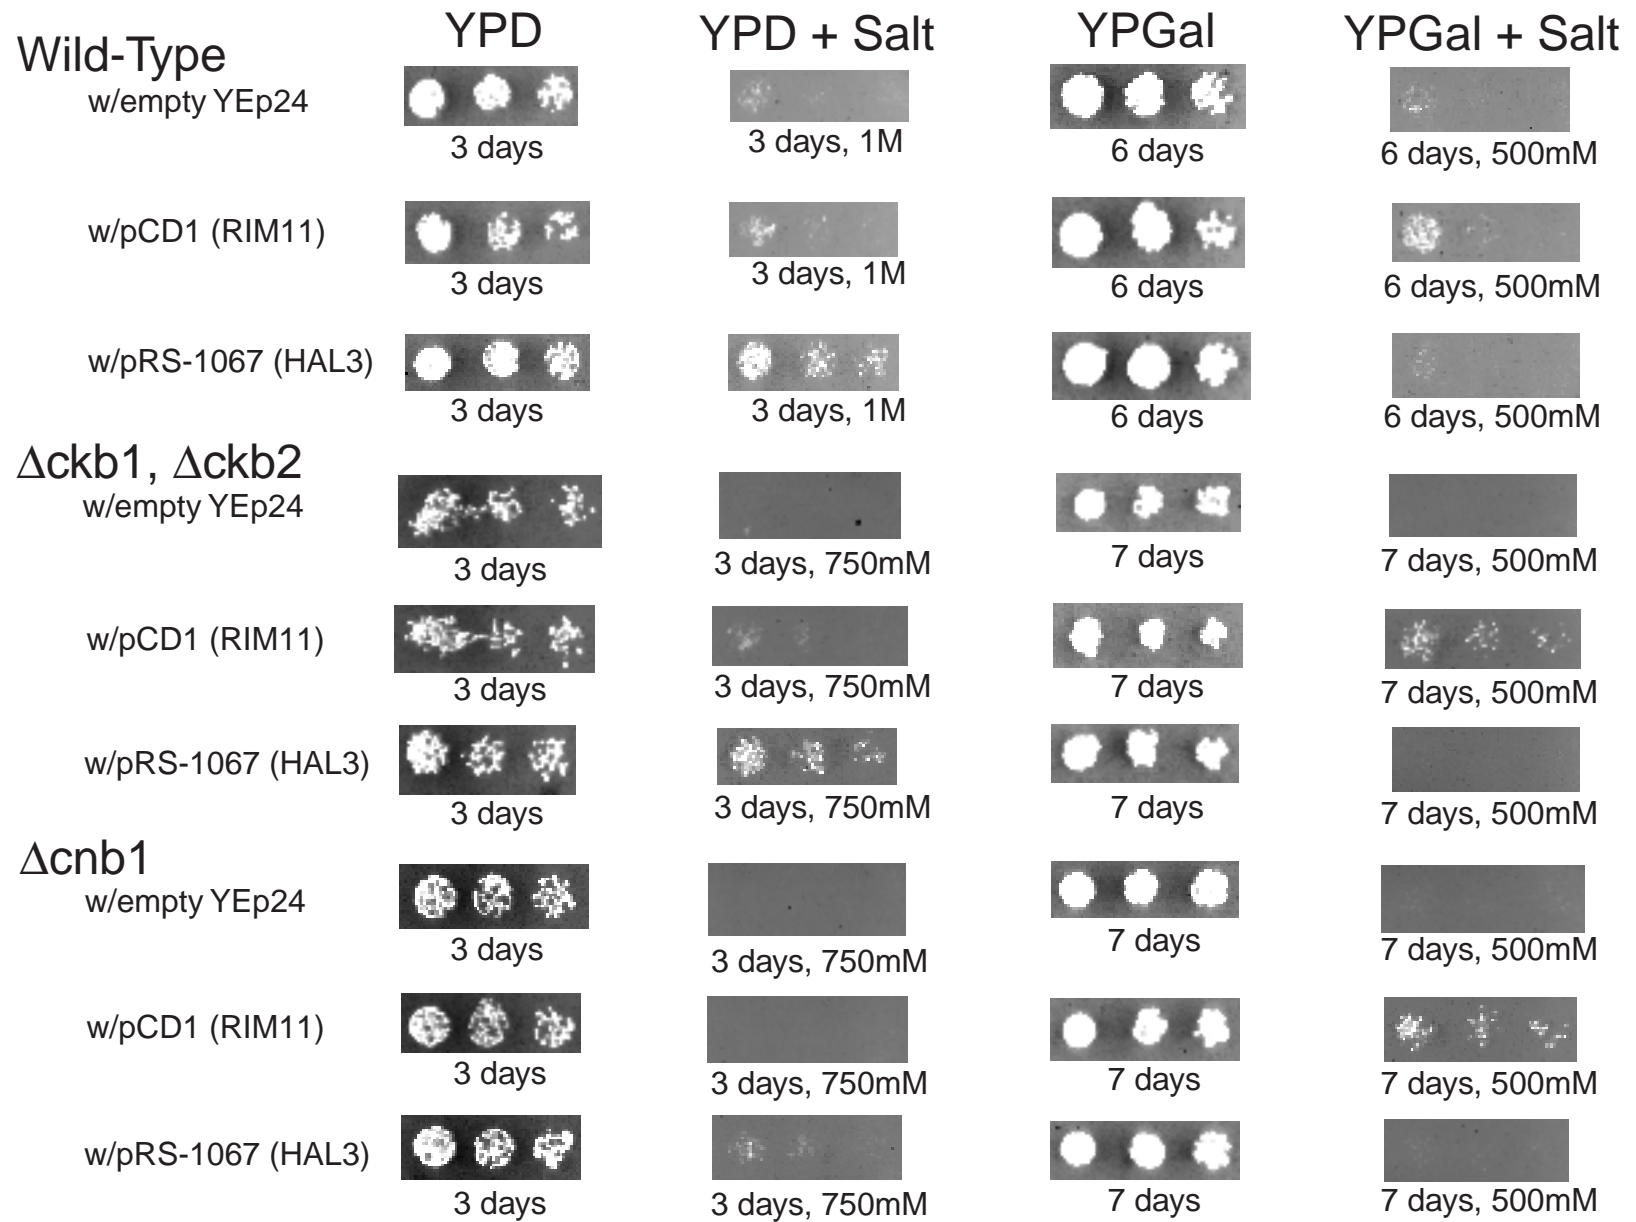 YPD YPD + Salt YPGal YPGal + Salt
Wild-Type
w/empty YEp24
3 days 3 days, 1M 6 days 6 days, 500mM
w/pCD1 (RIM11)
3 days 3 days, 1M 6 days 6 days, 500mM
w/pRS-1067 (HAL3)
3 days 3 days, 1M 6 days 6 days, 500mM
Δckb1, Δckb2
w/empty YEp24
3 days 3 days, 750mM 7 days 7 days, 500mM
w/pCD1 (RIM11)
3 days 3 days, 750mM 7 days 7 days, 500mM
w/pRS-1067 (HAL3)
3 days 3 days, 750mM 7 days 7 days, 500mM
Δcnb1
w/empty YEp24
3 days 3 days, 750mM 7 days 7 days, 500mM
w/pCD1 (RIM11)
3 days 3 days, 750mM 7 days 7 days, 500mM
w/pRS-1067 (HAL3)
3 days 3 days, 750mM 7 days 7 days, 500mM